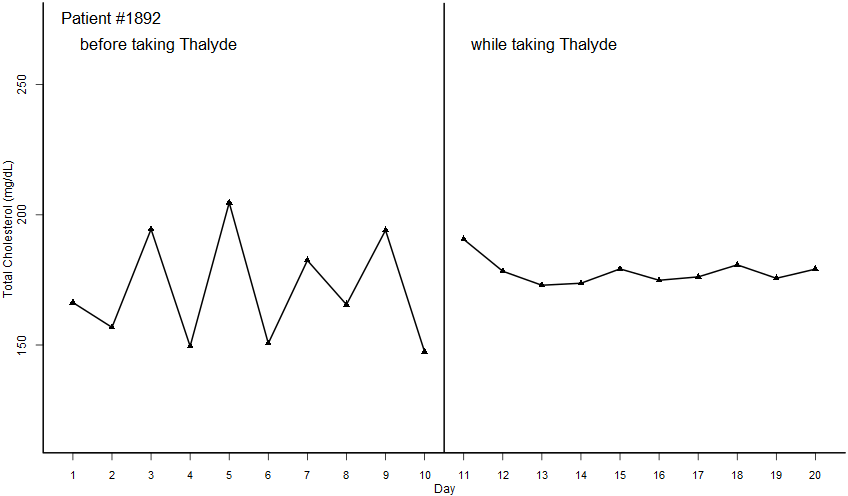 Patient #1892
before taking Thalyde
while taking Thalyde
Total Cholesterol (mg/dL)
250
200
150
1 2 3 4 5 6 7 8 9 10 11 12 13 14 15 16 17 18 19 20
Day